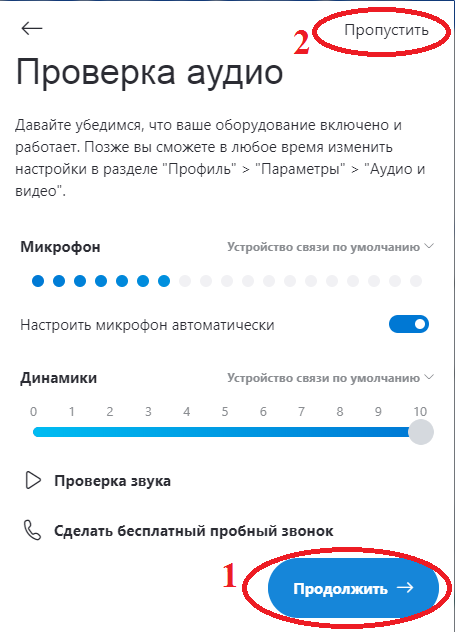 2 Пропустить
Проверка аудио
Давайте убедимся, что ваше оборудование включено и
работает. Позже вы сможете в любое время изменить
настройки в разделе "Профиль" > "Параметры" > "Аудио и
видео".
Микрофон Устройство связи по умолчанию
Настроить микрофон автоматически
Динамики Устройство связи по умолчанию
0 1 2 3 4 5 6 7 8 9 10
Проверка звука
Сделать бесплатный пробный звонок
1 Продолжить